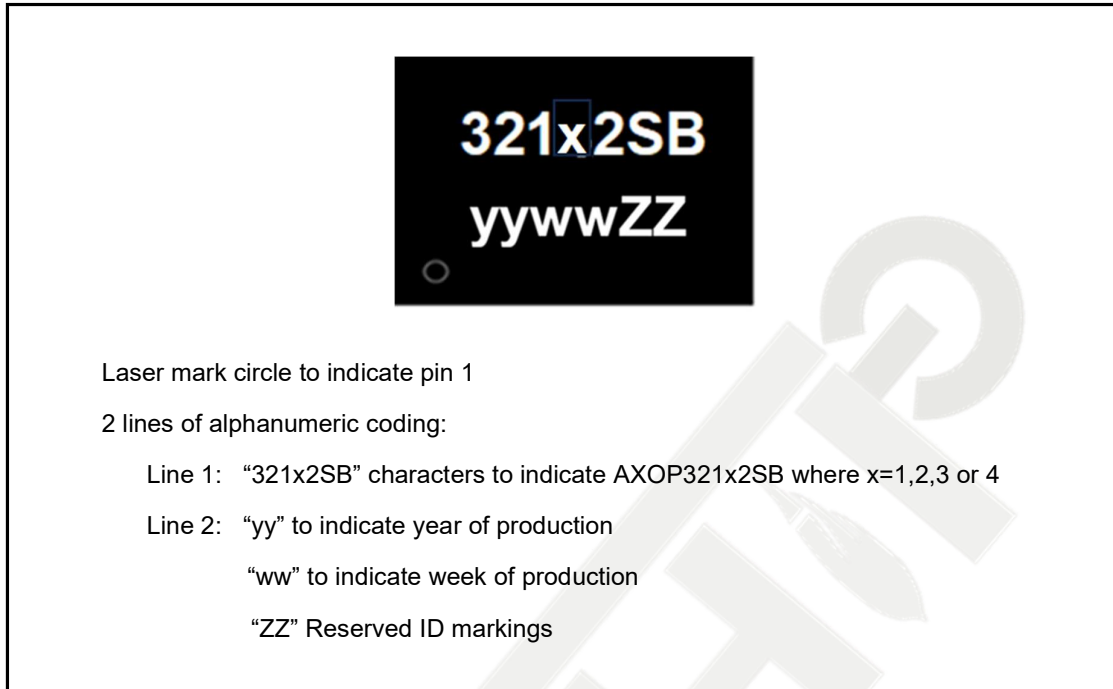 321x2SB
yywwZZ
Laser mark circle to indicate pin 1
2 lines of alphanumeric coding:
Line 1: “321x2SB” characters to indicate AXOP321x2SB where x=1,2,3 or 4
Line 2: “yy” to indicate year of production
“ww” to indicate week of production
“ZZ” Reserved ID markings